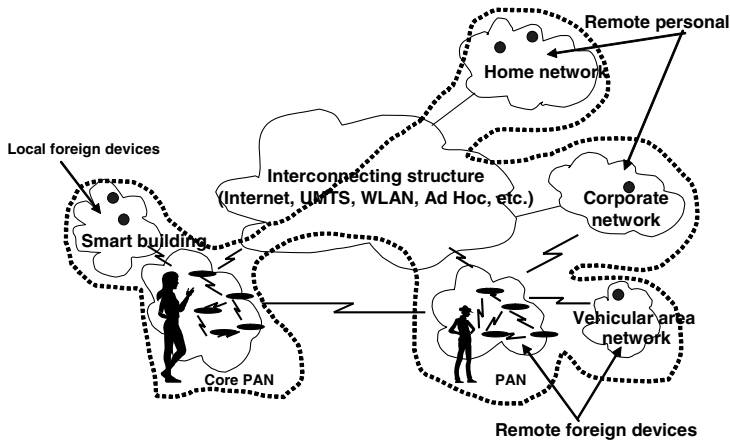 Remote personal
Home network
Local foreign devices
Interconnecting structure
(Internet, UMTS, WLAN, Ad Hoc, etc.)
Corporate
network
Smart building
Vehicular area
network
Core PAN
PAN
Remote foreign devices